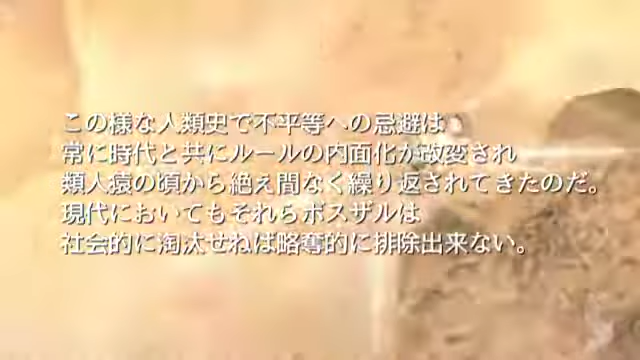 この様な人類史で不平等への忌避は
常に時代と共にルールの内面化が改変され
類人猿の頃から絶え間なく繰り返されてきたのだ。
現代においてもそれらボスザルは
社会的に淘汰せねば略奪的に排除出来ない。